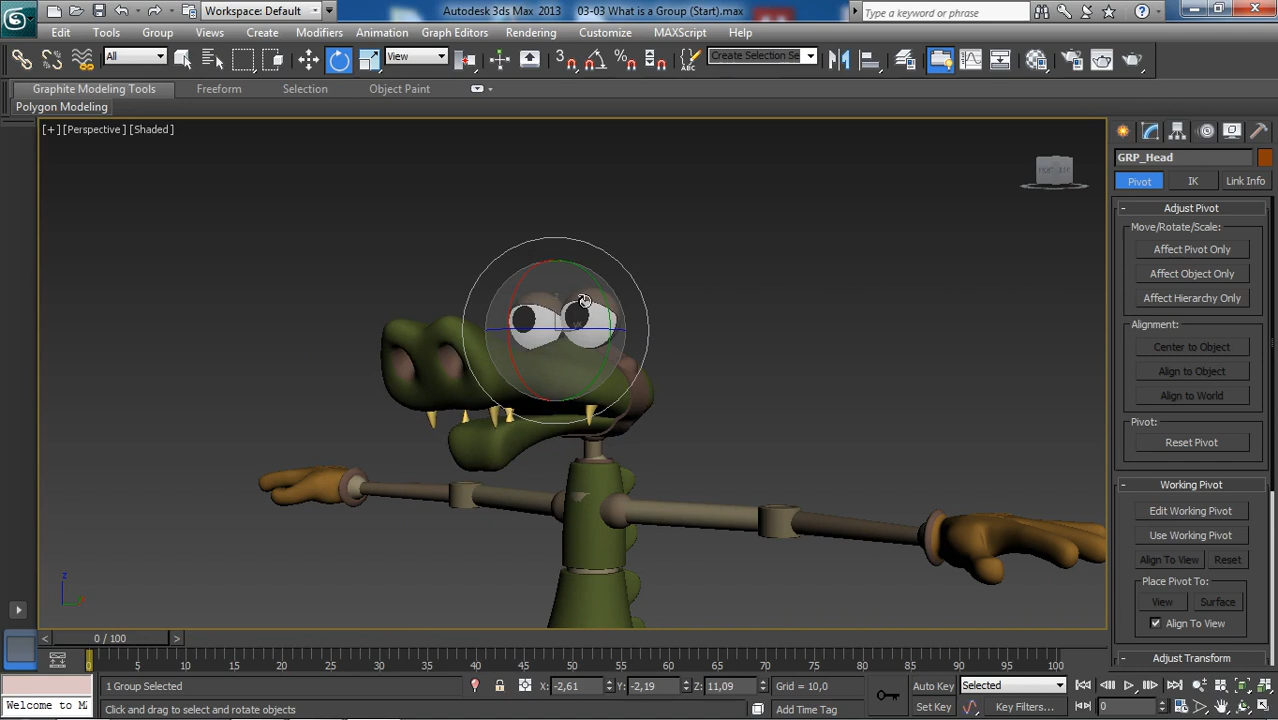 Workspace: Default
Autodesk 3ds Max 2013
03-03 What is a Group (Start).max
Type a keyword or phrase
Edit Tools Group Views Create Modifiers Animation Graph Editors Rendering Customize MAXScript Help
All
View
3
Create Selection Se
Graphite Modeling Tools Freeform Selection Object Paint
Polygon Modeling
[+] [Perspective] [Shaded]
GRP_Head
Pivot IK Link Info
- Adjust Pivot
Move/Rotate/Scale:
Affect Pivot Only
Affect Object Only
Affect Hierarchy Only
Alignment:
Center to Object
Align to Object
Align to World
Pivot:
Reset Pivot
- Working Pivot
Edit Working Pivot
Use Working Pivot
Align To View Reset
Place Pivot To:
View Surface
Align To View
- Adjust Transform
z
0 / 100
0 5 10 15 20 25 30 35 40 45 50 55 60 65 70 75 80 85 90 95 100
1 Group Selected
X: -2,61 Y: -2,19 Z: 11,09
Grid = 10,0
Auto Key Selected
Welcome to M
Click and drag to select and rotate objects
Add Time Tag
Set Key Key Filters...
0